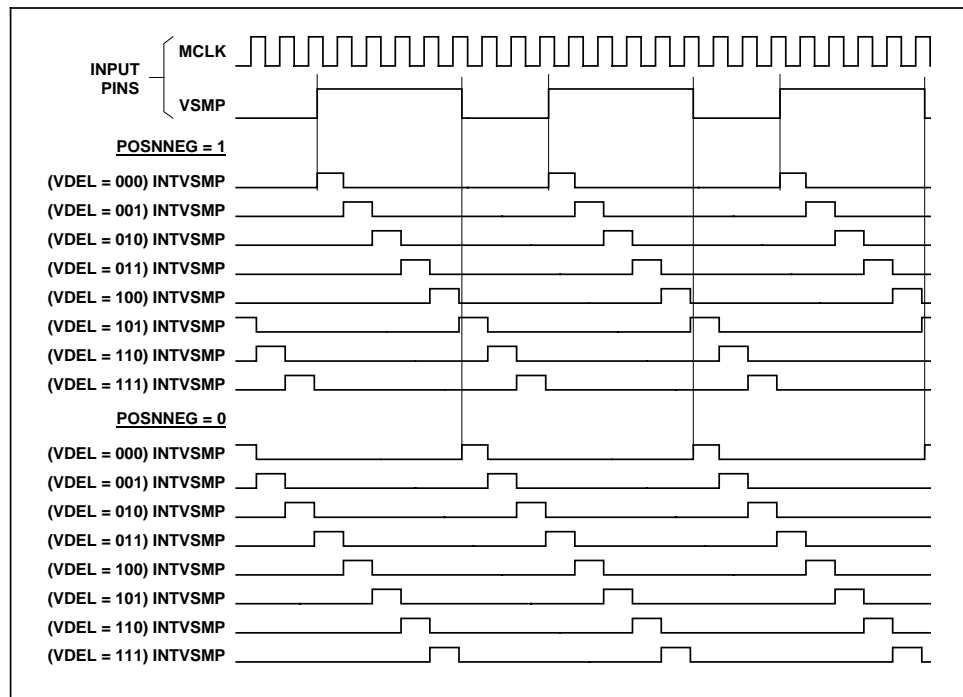 MCLK
INPUT
PINS
VSMP
POSNNEG = 1
(VDEL = 000) INTVSMP
(VDEL = 001) INTVSMP
(VDEL = 010) INTVSMP
(VDEL = 011) INTVSMP
(VDEL = 100) INTVSMP
(VDEL = 101) INTVSMP
(VDEL = 110) INTVSMP
(VDEL = 111) INTVSMP
POSNNEG = 0
(VDEL = 000) INTVSMP
(VDEL = 001) INTVSMP
(VDEL = 010) INTVSMP
(VDEL = 011) INTVSMP
(VDEL = 100) INTVSMP
(VDEL = 101) INTVSMP
(VDEL = 110) INTVSMP
(VDEL = 111) INTVSMP